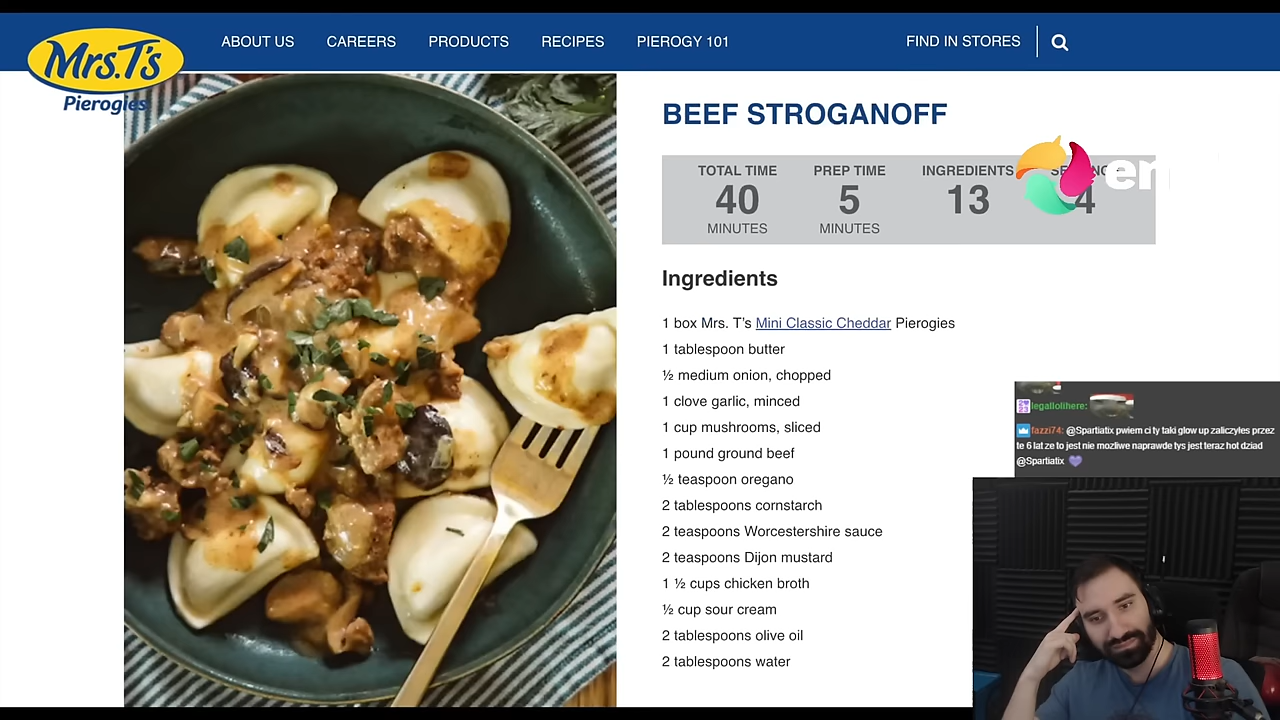 Mrs. T's
Pierogies
ABOUT US
CAREERS
PRODUCTS
RECIPES
PIEROGY 101
FIND IN STORES
BEEF STROGANOFF
TOTAL TIME
40
MINUTES
PREP TIME
5
MINUTES
INGREDIENTS
13
4
Ingredients
1 box Mrs. T’s Mini Classic Cheddar Pierogies
1 tablespoon butter
½ medium onion, chopped
1 clove garlic, minced
1 cup mushrooms, sliced
1 pound ground beef
½ teaspoon oregano
2 tablespoons cornstarch
2 teaspoons Worcestershire sauce
2 teaspoons Dijon mustard
1 ½ cups chicken broth
½ cup sour cream
2 tablespoons olive oil
2 tablespoons water
legallolihere:
fazzi74: @Spartiatix pwiem ci ty taki glow up zaliczyles przez
te 6 lat ze to jest nie mozliwe naprawde tys jest teraz hot dziad
@Spartiatix